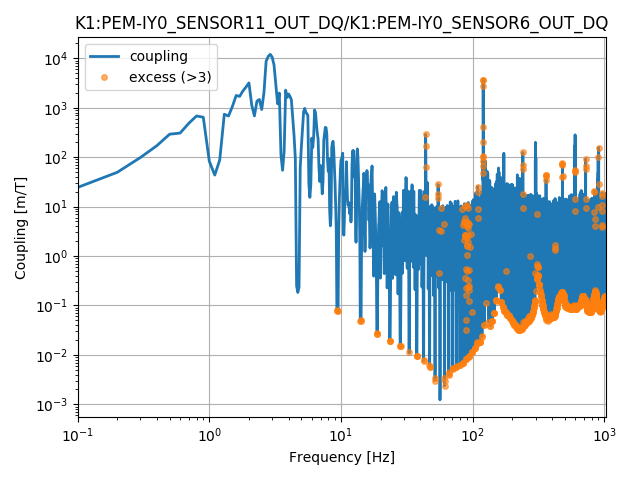 K1:PEM-IY0_SENSOR11_OUT_DQ/K1:PEM-IY0_SENSOR6_OUT_DQ
coupling
excess (>3)
Coupling [m/T]
10^4
10^3
10^2
10^1
10^0
10^−1
10^−2
10^−3
10^−1
10^0
10^1
10^2
10^3
Frequency [Hz]